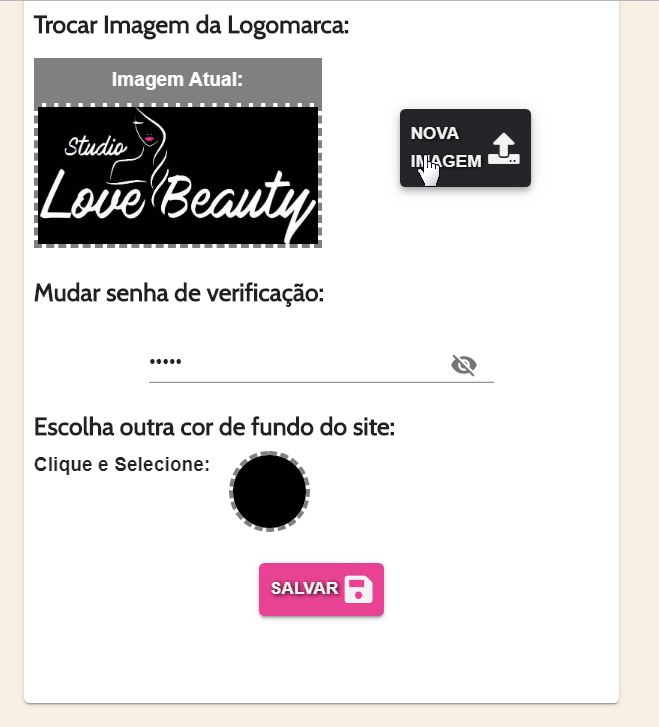 Trocar Imagem da Logomarca:
Imagem Atual:
Studio
Love Beauty
NOVA
IMAGEM
Mudar senha de verificação:
•••••
Escolha outra cor de fundo do site:
Clique e Selecione:
SALVAR